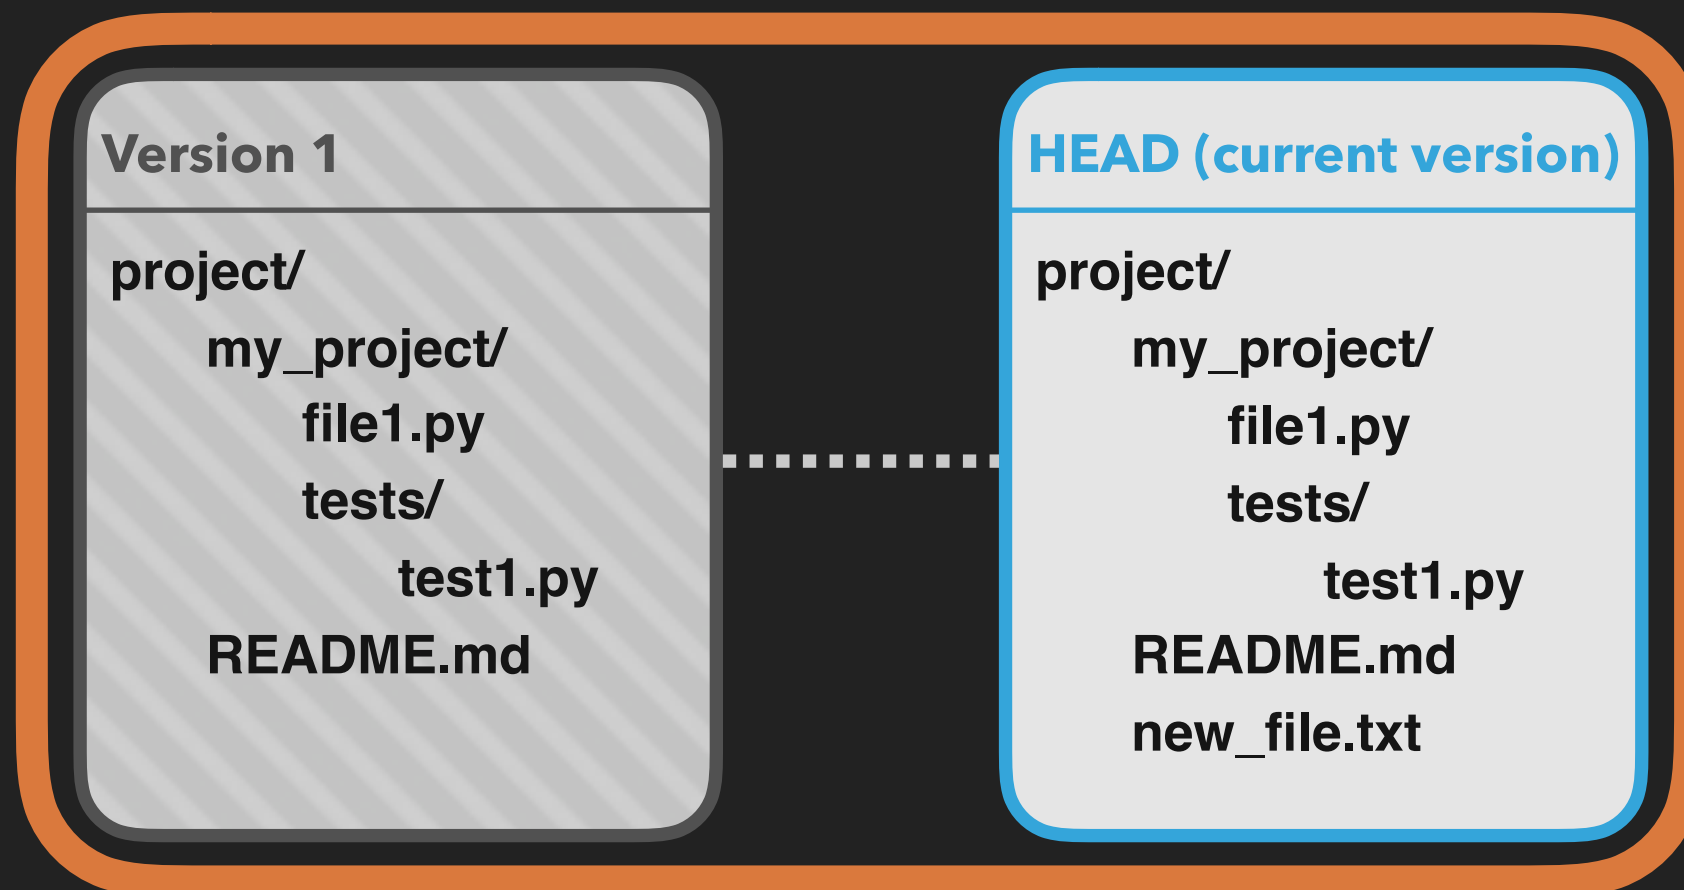 Version 1
project/
my_project/
file1.py
tests/
test1.py
README.md
HEAD (current version)
project/
my_project/
file1.py
tests/
test1.py
README.md
new_file.txt